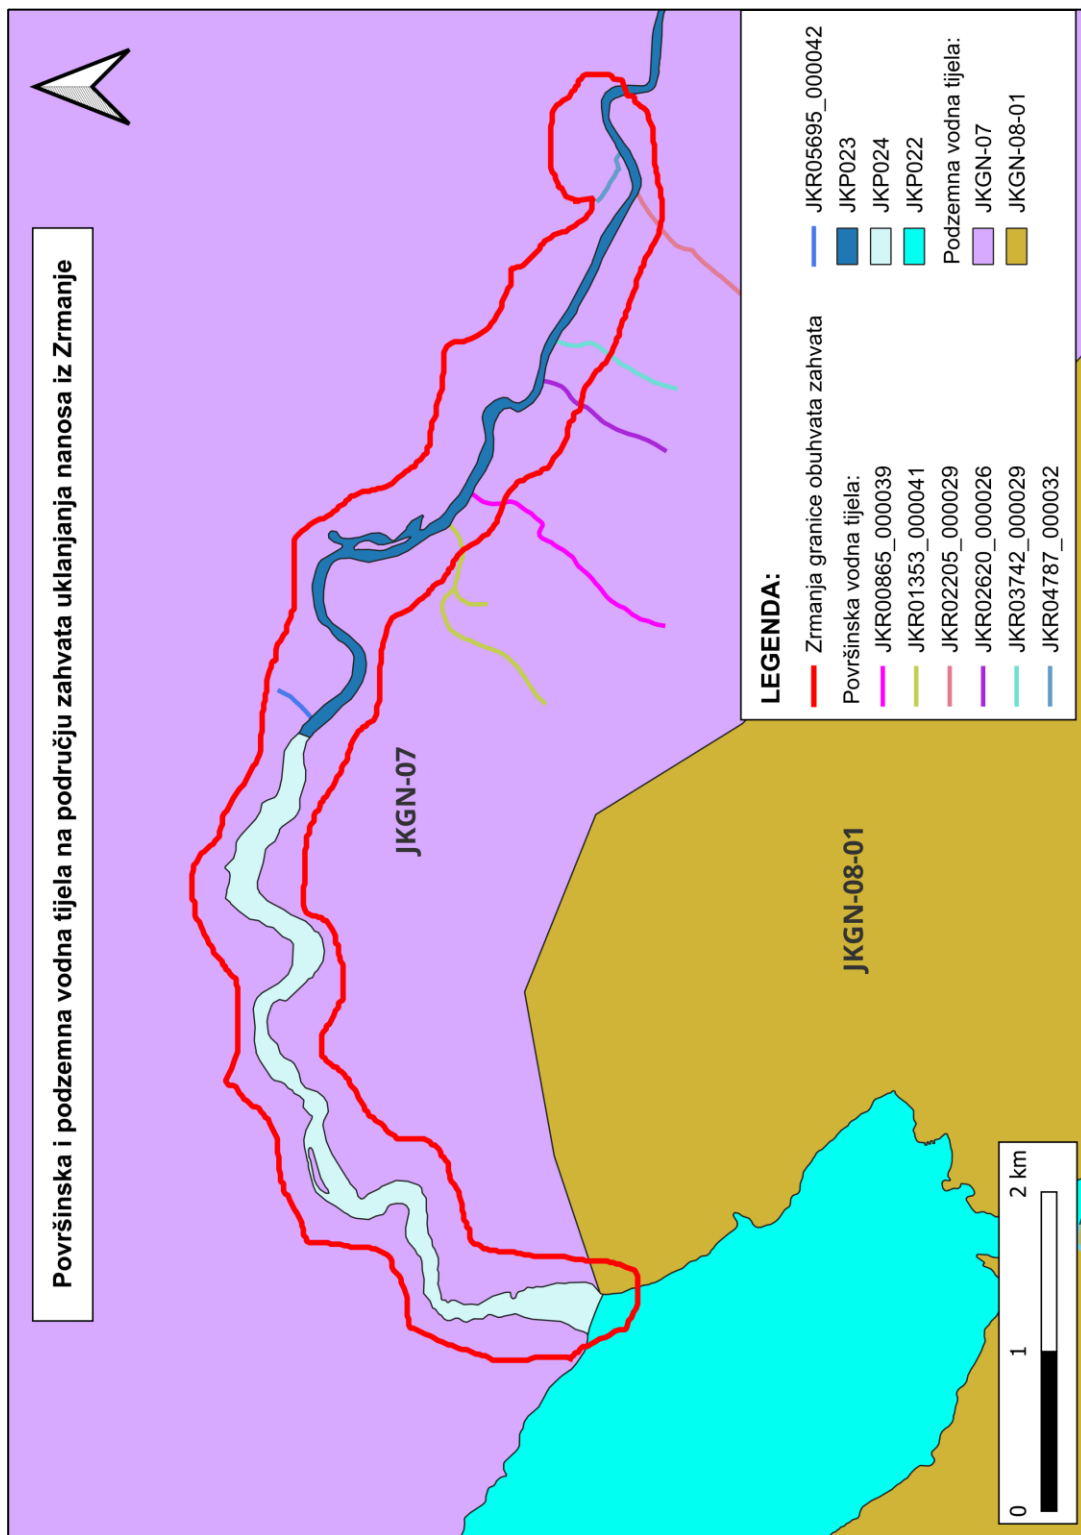 Površinska i podzemna vodna tijela na području zahvata uklanjanja nanosa iz Zrmanje
JKGN-07
JKGN-08-01
LEGENDA:
Zrmanja granice obuhvata zahvata
Površinska vodna tijela:
JKR00865_000039
JKR01353_000041
JKR02205_000029
JKR02620_000026
JKR03742_000029
JKR04787_000032
JKR05695_000042
JKP023
JKP024
JKP022
Podzemna vodna tijela:
JKGN-07
JKGN-08-01
0 1 2 km